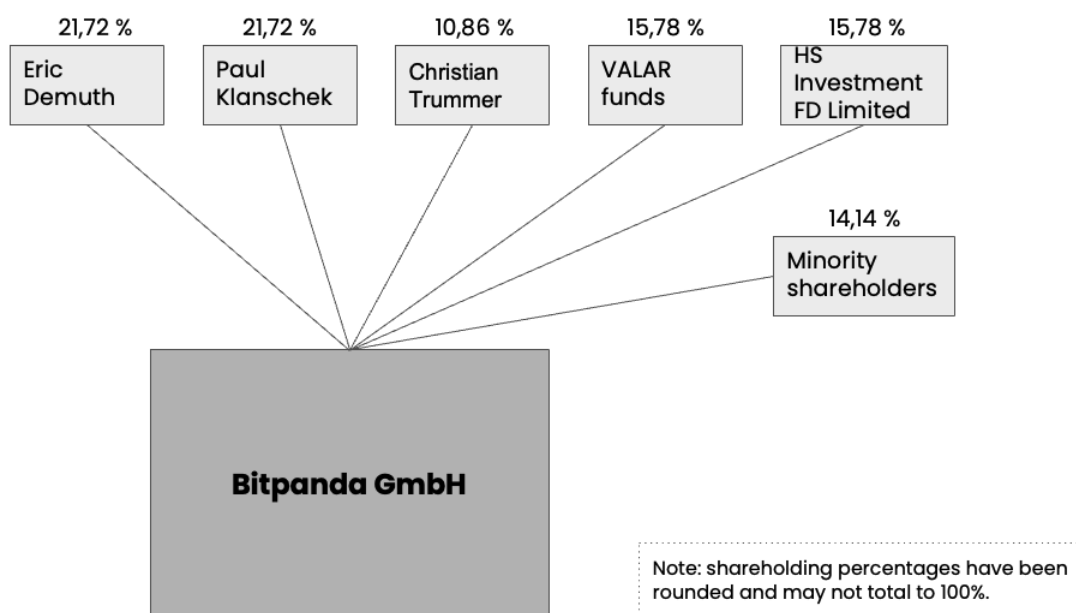 21,72 %
Eric
Demuth
21,72 %
Paul
Klanschek
10,86 %
Christian
Trummer
15,78 %
VALAR
funds
15,78 %
HS
Investment
FD Limited
14,14 %
Minority
shareholders
Bitpanda GmbH
Note: shareholding percentages have been
rounded and may not total to 100%.